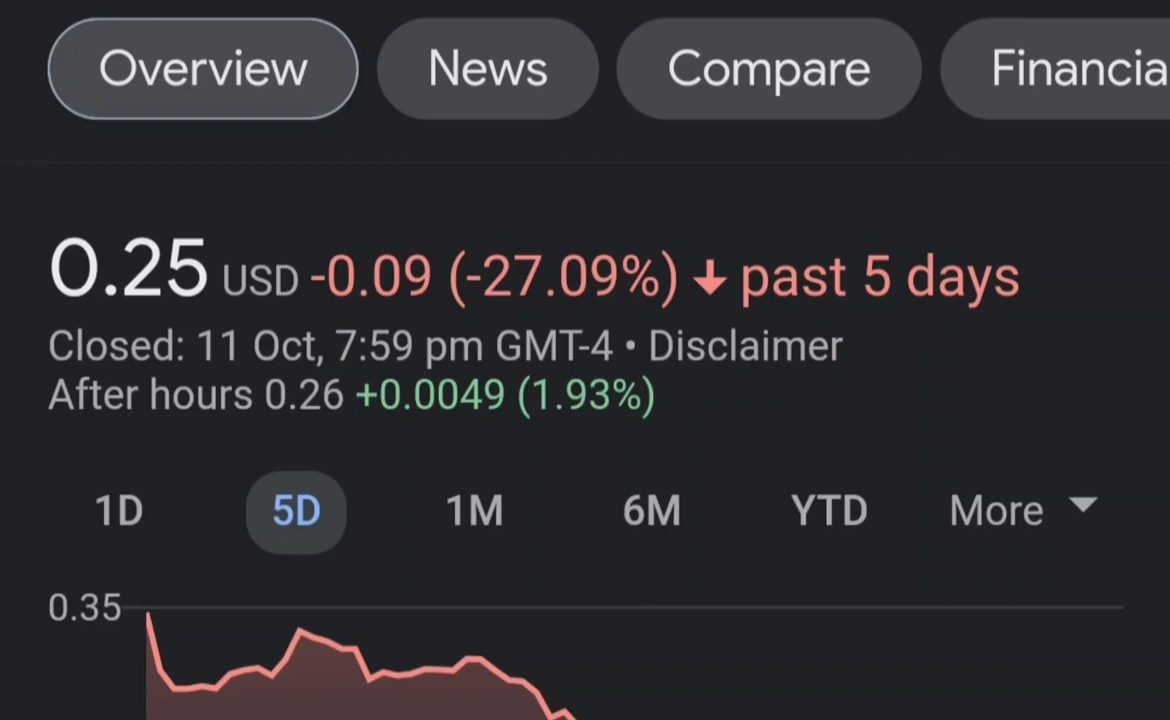 Overview News Compare Financia
0.25 USD -0.09 (-27.09%) ↓ past 5 days
Closed: 11 Oct, 7:59 pm GMT-4 • Disclaimer
After hours 0.26 +0.0049 (1.93%)
1D 5D 1M 6M YTD More
0.35